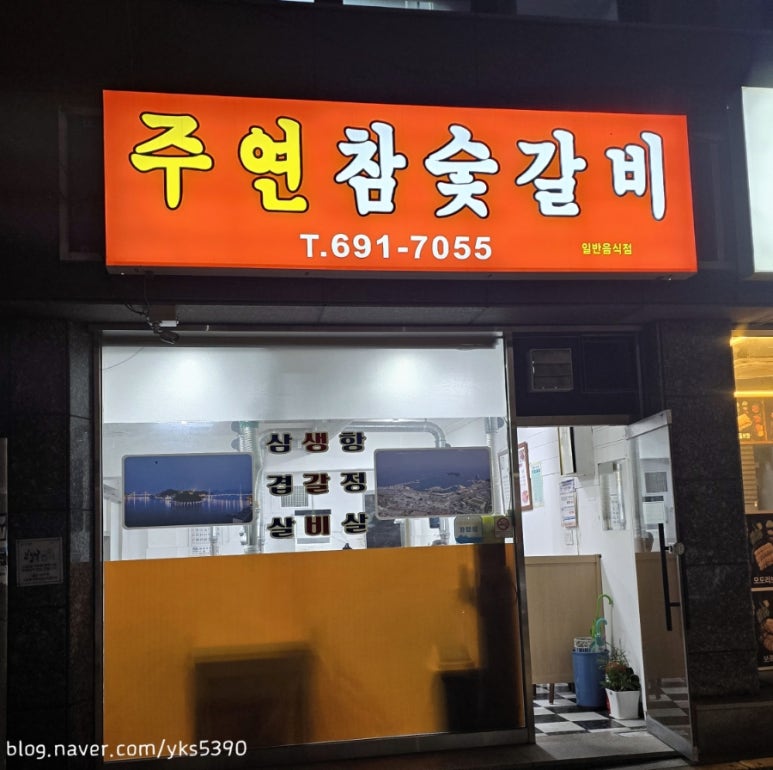 주연참숯갈비
T.691-7055
일반음식점
삼생항
겹갈정
살비살
blog.naver.com/yks5390